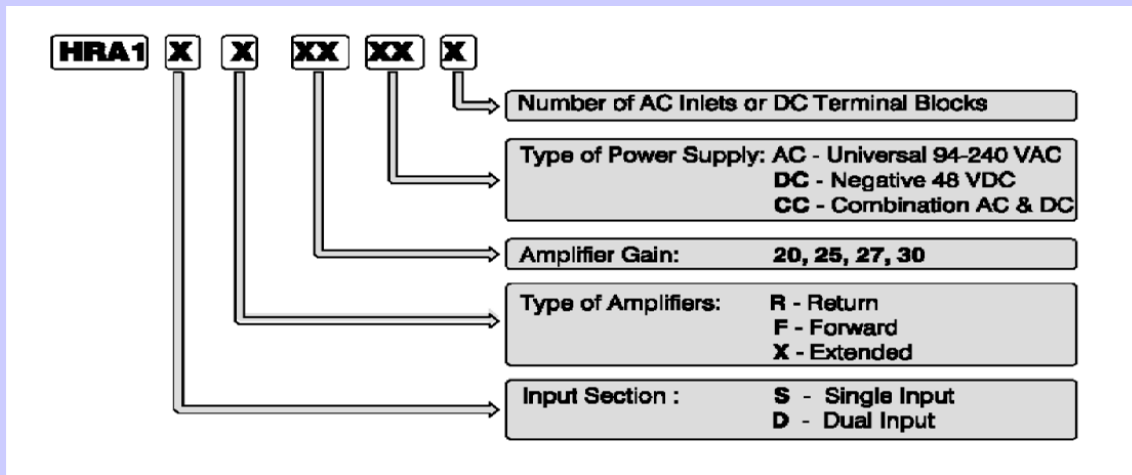 HRA1 X X XX XX X
Number of AC Inlets or DC Terminal Blocks
Type of Power Supply: AC - Universal 94-240 VAC
DC - Negative 48 VDC
CC - Combination AC & DC
Amplifier Gain: 20, 25, 27, 30
Type of Amplifiers: R - Return
F - Forward
X - Extended
Input Section : S - Single Input
D - Dual Input